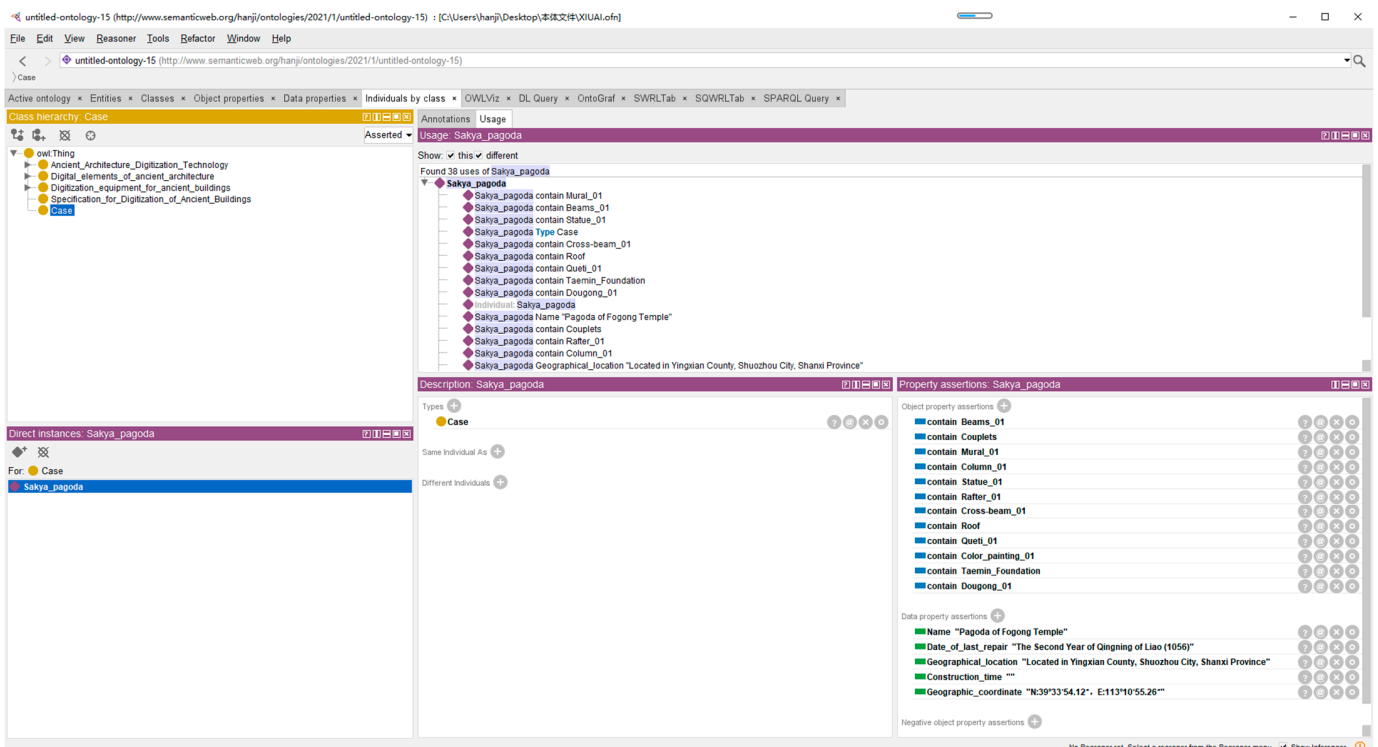 untitled-ontology-15 (http://www.semanticweb.org/hanji/ontologies/2021/1/untitled-ontology-15) : [C:\Users\hanji\Desktop\本体文件\XIUAI.ofn]
File Edit View Reasoner Tools Refactor Window Help
untitled-ontology-15 (http://www.semanticweb.org/hanji/ontologies/2021/1/untitled-ontology-15)
Case
Active ontology × Entities × Classes × Object properties × Data properties × Individuals by class × OWLViz × DL Query × OntoGraf × SWRLTab × SQWRLTab × SPARQL Query ×
Class hierarchy: Case
Asserted
owl:Thing
Ancient_Architecture_Digitization_Technology
Digital_elements_of_ancient_architecture
Digitization_equipment_for_ancient_buildings
Specification_for_Digitization_of_Ancient_Buildings
Case
Direct instances: Sakya_pagoda
For: Case
Sakya_pagoda
Annotations Usage
Usage: Sakya_pagoda
Show: this different
Found 38 uses of Sakya_pagoda
Sakya_pagoda
Sakya_pagoda contain Mural_01
Sakya_pagoda contain Beams_01
Sakya_pagoda contain Statue_01
Sakya_pagoda Type Case
Sakya_pagoda contain Cross-beam_01
Sakya_pagoda contain Roof
Sakya_pagoda contain Queti_01
Sakya_pagoda contain Taemin_Foundation
Sakya_pagoda contain Dougong_01
Individual: Sakya_pagoda
Sakya_pagoda Name "Pagoda of Fogong Temple"
Sakya_pagoda contain Couplets
Sakya_pagoda contain Rafter_01
Sakya_pagoda contain Column_01
Sakya_pagoda Geographical_location "Located in Yingxian County, Shuozhou City, Shanxi Province"
Description: Sakya_pagoda
Types
Case
Same Individual As
Different Individuals
Property assertions: Sakya_pagoda
Object property assertions
contain Beams_01
contain Couplets
contain Mural_01
contain Column_01
contain Statue_01
contain Rafter_01
contain Cross-beam_01
contain Roof
contain Queti_01
contain Color_painting_01
contain Taemin_Foundation
contain Dougong_01
Data property assertions
Name "Pagoda of Fogong Temple"
Date_of_last_repair "The Second Year of Qingning of Liao (1056)"
Geographical_location "Located in Yingxian County, Shuozhou City, Shanxi Province"
Construction_time ""
Geographic_coordinate "N:39°33'54.12", E:113°10'55.26""
Negative object property assertions
No Reasoner set. Select a reasoner from the Reasoner menu Show Inferences